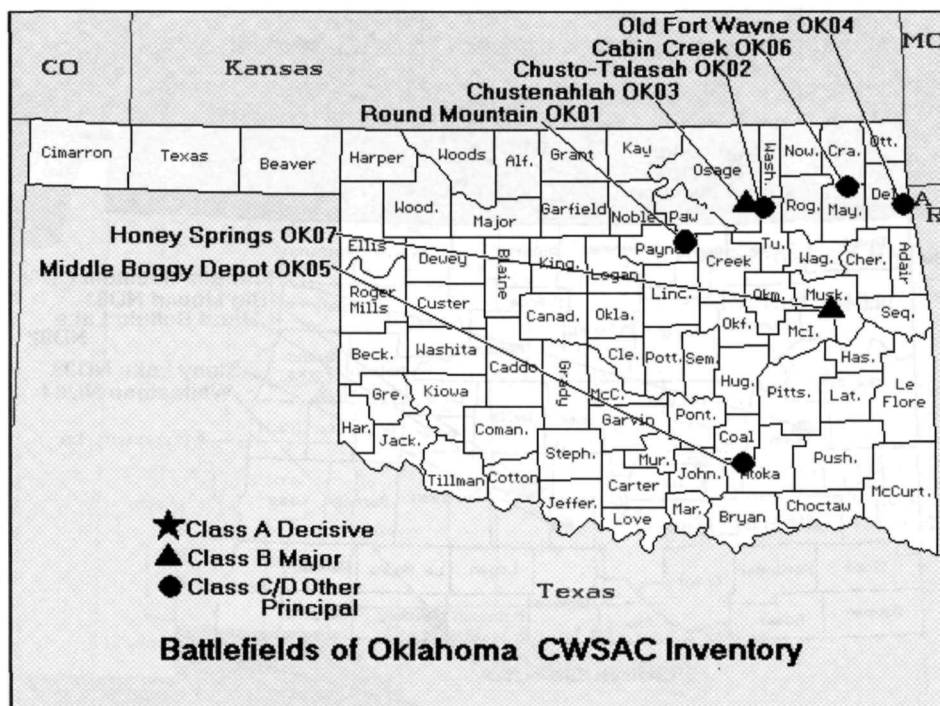 Old Fort Wayne OK04
MO
Cabin Creek OK06
CO
Kansas
Chusto-Talasah OK02
Chustenahlah OK03
Round Mountain OK01
Cimarron
Texas
Beaver
Harper
Woods
Alf.
Grant
Kay
Osage
Wash.
Now.
Cra.
Ott.
Wood.
Major
Garfield
Noble
Paw
Rog.
May.
Del
AR
Honey Springs OK07
Ellis
Dewey
Blaine
King.
Logan
Payne
Creek
Tu.
Wag.
Cher.
Adair
Middle Boggy Depot OK05
Roger
Mills
Custer
Canad.
Okla.
Linc.
Okm.
Musk.
Seq.
Okf.
McI.
Beck.
Washita
Caddo
Grady
Cle.
Pott.
Sem.
Hug.
Pitts.
Has.
Le
Flore
Gre.
Kiowa
McC.
Lat.
Har.
Jack.
Coman.
Garvin
Pont.
Coal
Steph.
Mur.
John.
Atoka
Push.
Tillman
Cotton
Carter
McCurt.
Jeffer.
Love
Mar.
Bryan
Choctaw
Class A Decisive
Class B Major
Class C/D Other
Principal
Texas
Battlefields of Oklahoma CWSAC Inventory